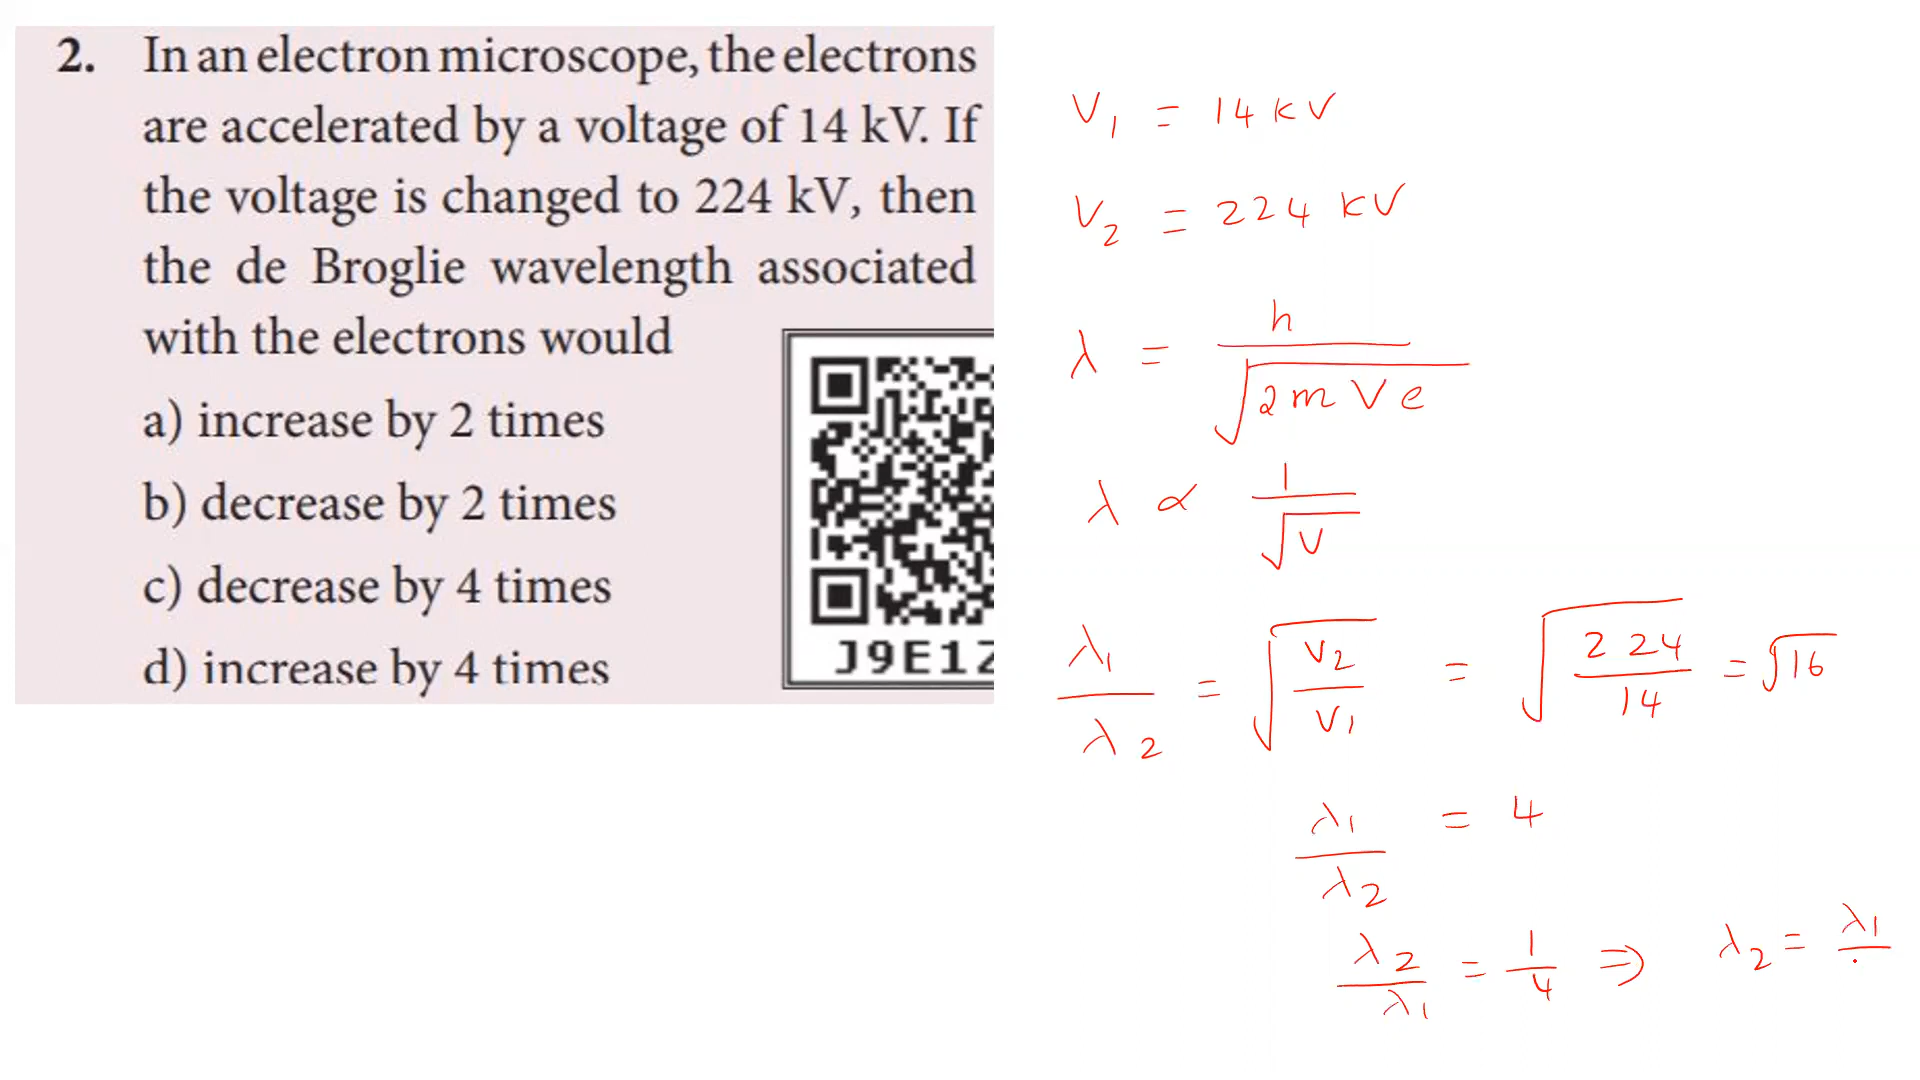 2. In an electron microscope, the electrons
are accelerated by a voltage of 14 kV. If
the voltage is changed to 224 kV, then
the de Broglie wavelength associated
with the electrons would
a) increase by 2 times
b) decrease by 2 times
c) decrease by 4 times
d) increase by 4 times
J9E1Z
V₁ = 14 kV
V₂ = 224 kV
λ = h / √(2mVe)
λ ∝ 1 / √V
λ₁ / λ₂ = √(V₂ / V₁) = √(224 / 14) = √16
λ₁ / λ₂ = 4
λ₂ / λ₁ = 1 / 4 ⇒ λ₂ = λ₁ /